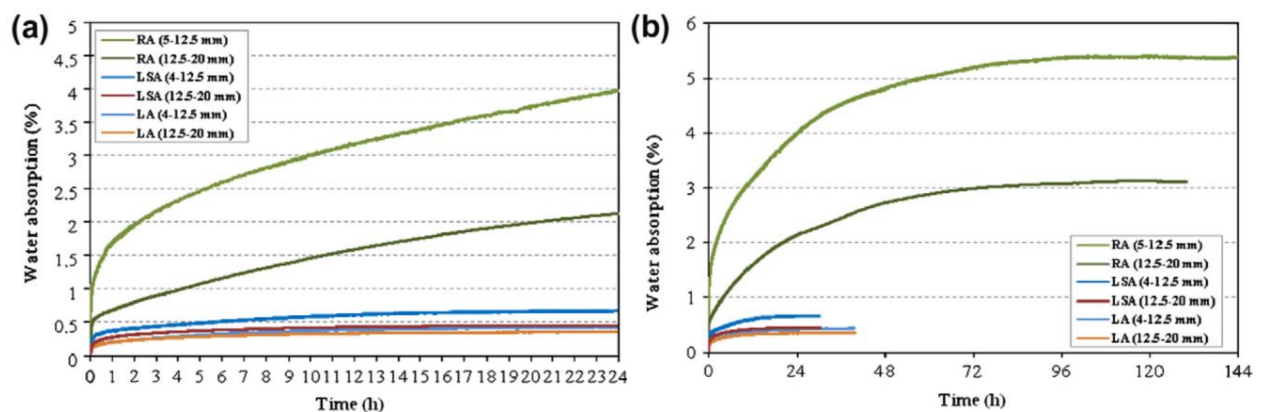 (a)
5
4.5
4
3.5
3
2.5
2
1.5
1
0.5
0
Water absorption (%)
RA (5-12.5 mm)
RA (12.5-20 mm)
LSA (4-12.5 mm)
LSA (12.5-20 mm)
LA (4-12.5 mm)
LA (12.5-20 mm)
0 1 2 3 4 5 6 7 8 9 10 11 12 13 14 15 16 17 18 19 20 21 22 23 24
Time (h)
(b)
6
5
4
3
2
1
0
Water absorption (%)
RA (5-12.5 mm)
RA (12.5-20 mm)
LSA (4-12.5 mm)
LSA (12.5-20 mm)
LA (4-12.5 mm)
LA (12.5-20 mm)
0 24 48 72 96 120 144
Time (h)